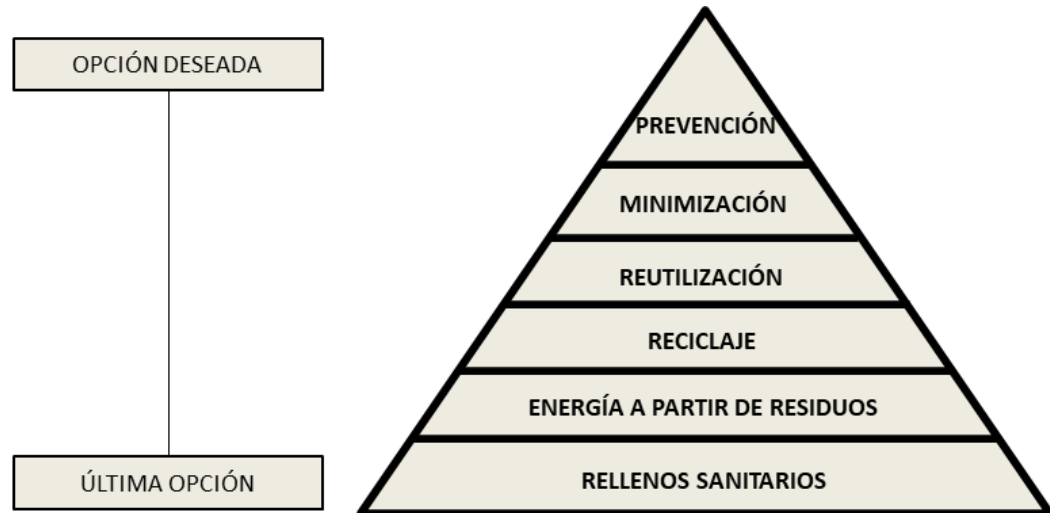 OPCIÓN DESEADA
PREVENCIÓN
MINIMIZACIÓN
REUTILIZACIÓN
RECICLAJE
ENERGÍA A PARTIR DE RESIDUOS
ÚLTIMA OPCIÓN
RELLENOS SANITARIOS